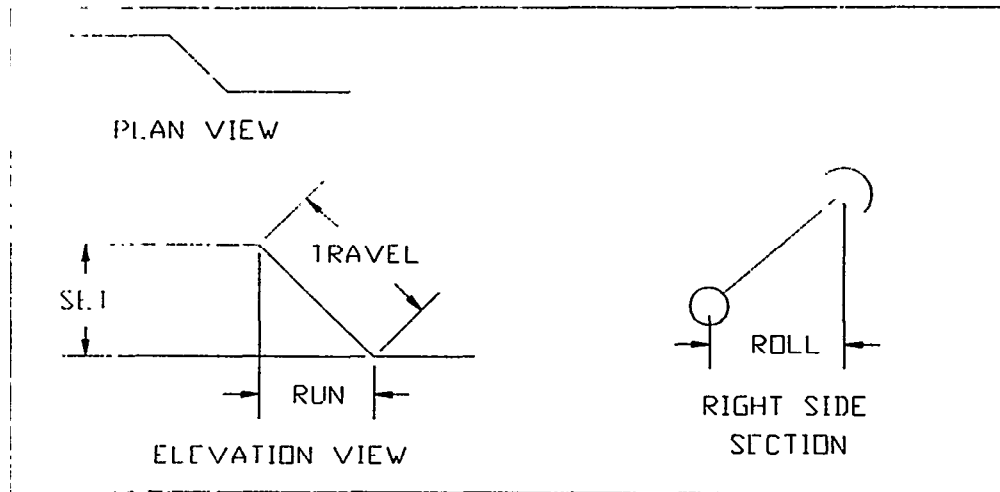 PLAN VIEW
TRAVEL
SET
RUN
ROLL
RIGHT SIDE
SECTION
ELEVATION VIEW